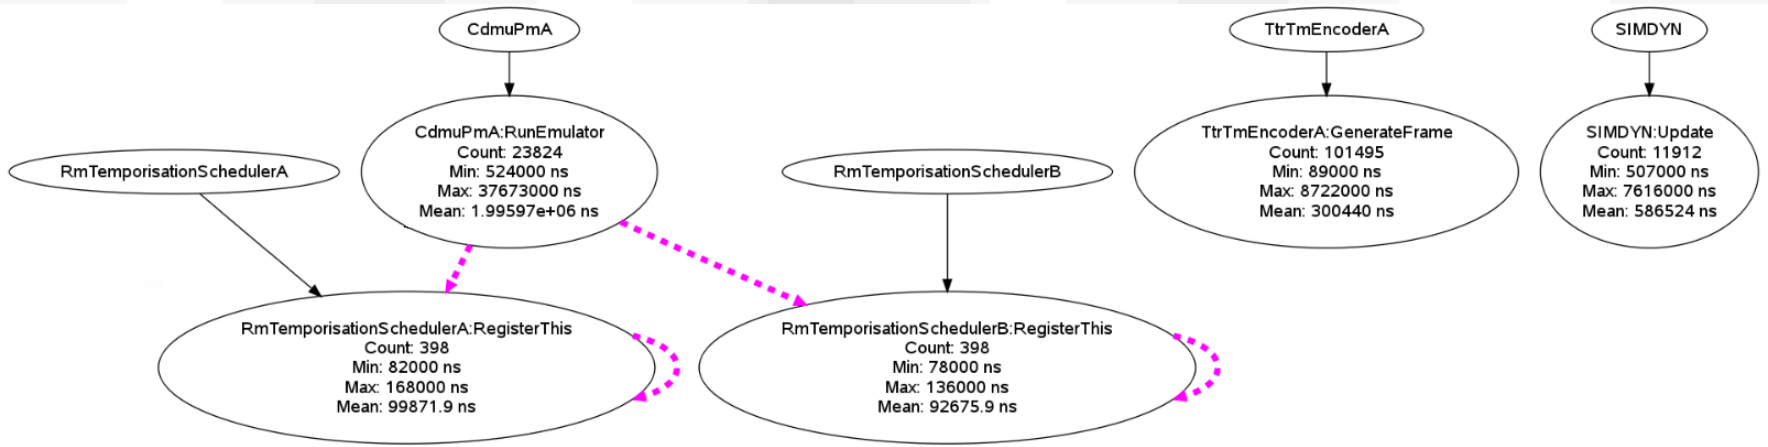 CdmuPmA
TtrTmEncoderA
SIMDYN
CdmuPmA:RunEmulator
Count: 23824
Min: 524000 ns
Max: 37673000 ns
Mean: 1.99597e+06 ns
RmTemporisationSchedulerA
RmTemporisationSchedulerB
TtrTmEncoderA:GenerateFrame
Count: 101495
Min: 89000 ns
Max: 8722000 ns
Mean: 300440 ns
SIMDYN:Update
Count: 11912
Min: 507000 ns
Max: 7616000 ns
Mean: 586524 ns
RmTemporisationSchedulerA:RegisterThis
Count: 398
Min: 82000 ns
Max: 168000 ns
Mean: 99871.9 ns
RmTemporisationSchedulerB:RegisterThis
Count: 398
Min: 78000 ns
Max: 136000 ns
Mean: 92675.9 ns